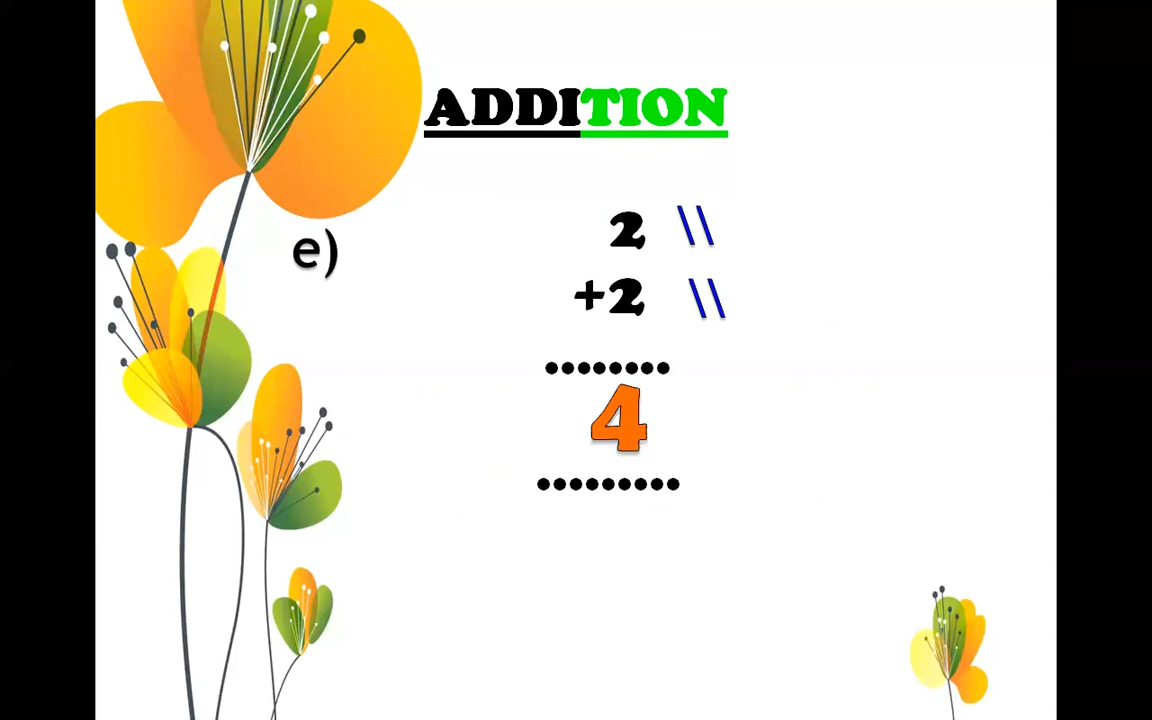 ADDITION
e)
2 \\
+2 \\
........
4
.........